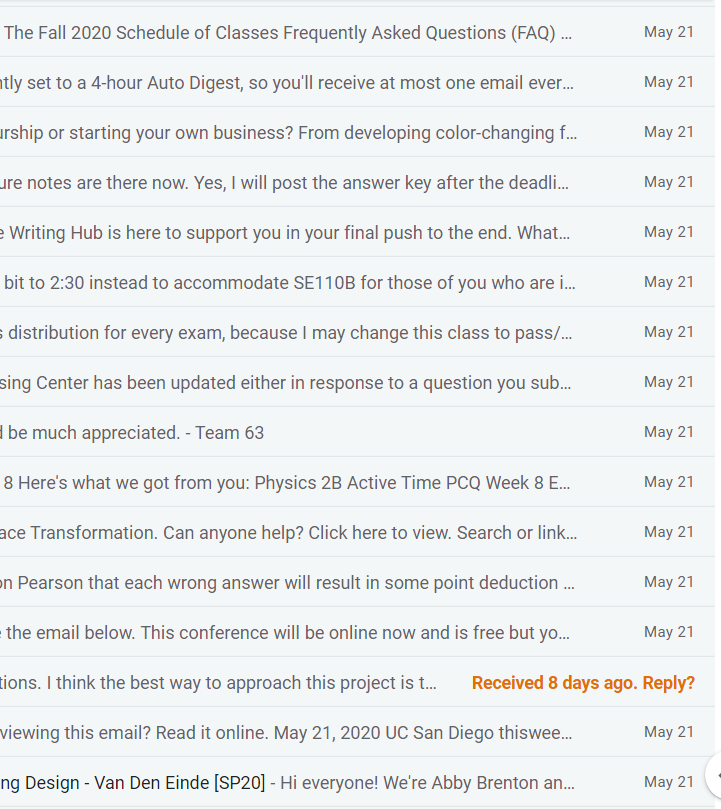 The Fall 2020 Schedule of Classes Frequently Asked Questions (FAQ) ... May 21
ntly set to a 4-hour Auto Digest, so you'll receive at most one email ever... May 21
urship or starting your own business? From developing color-changing f... May 21
ure notes are there now. Yes, I will post the answer key after the deadli... May 21
e Writing Hub is here to support you in your final push to the end. What... May 21
bit to 2:30 instead to accommodate SE110B for those of you who are i... May 21
s distribution for every exam, because I may change this class to pass/... May 21
sing Center has been updated either in response to a question you sub... May 21
d be much appreciated. - Team 63 May 21
8 Here's what we got from you: Physics 2B Active Time PCQ Week 8 E... May 21
ace Transformation. Can anyone help? Click here to view. Search or link... May 21
on Pearson that each wrong answer will result in some point deduction ... May 21
e the email below. This conference will be online now and is free but yo... May 21
tions. I think the best way to approach this project is t... Received 8 days ago. Reply?
viewing this email? Read it online. May 21, 2020 UC San Diego thiswee... May 21
ng Design - Van Den Einde [SP20] - Hi everyone! We're Abby Brenton an... May 21